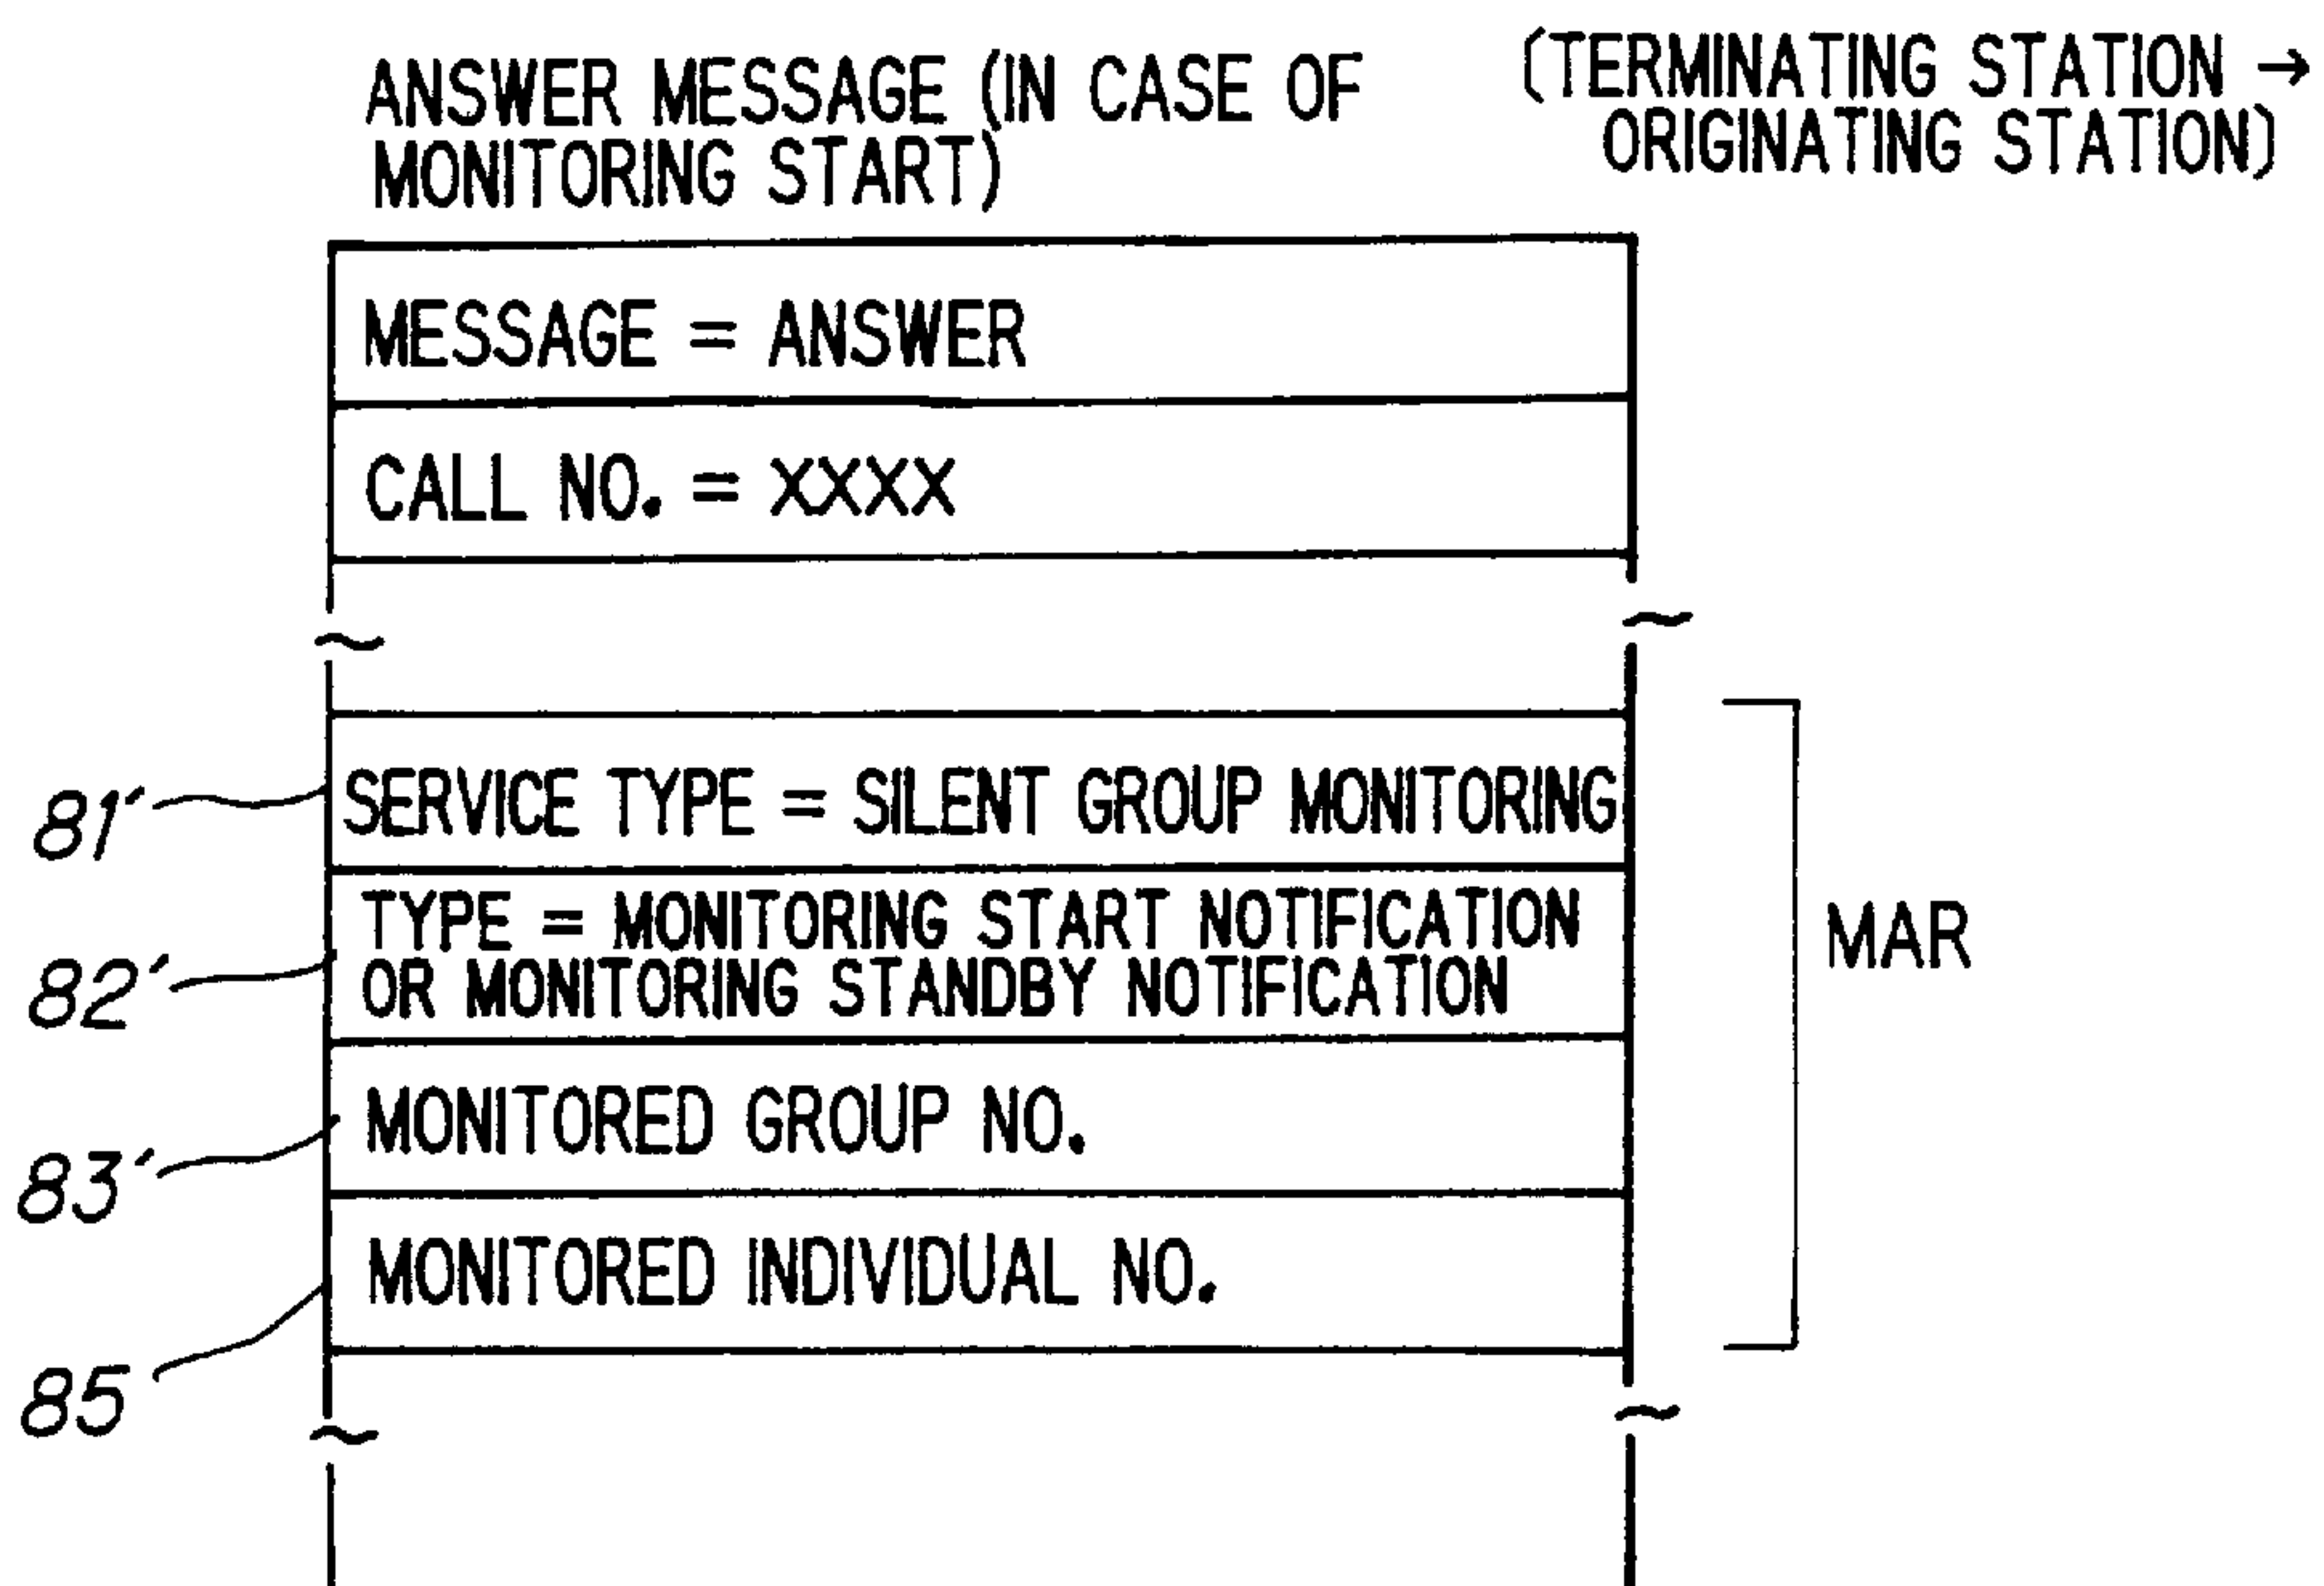 ANSWER MESSAGE (IN CASE OF
MONITORING START)
(TERMINATING STATION →
ORIGINATING STATION)
MESSAGE = ANSWER
CALL NO. = XXXX
81' SERVICE TYPE = SILENT GROUP MONITORING
82' TYPE = MONITORING START NOTIFICATION
OR MONITORING STANDBY NOTIFICATION
MAR
83' MONITORED GROUP NO.
85 MONITORED INDIVIDUAL NO.